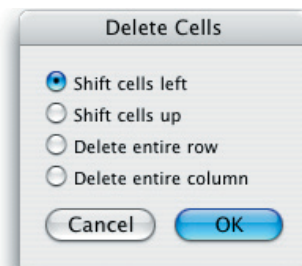 Delete Cells
Shift cells left
Shift cells up
Delete entire row
Delete entire column
Cancel OK